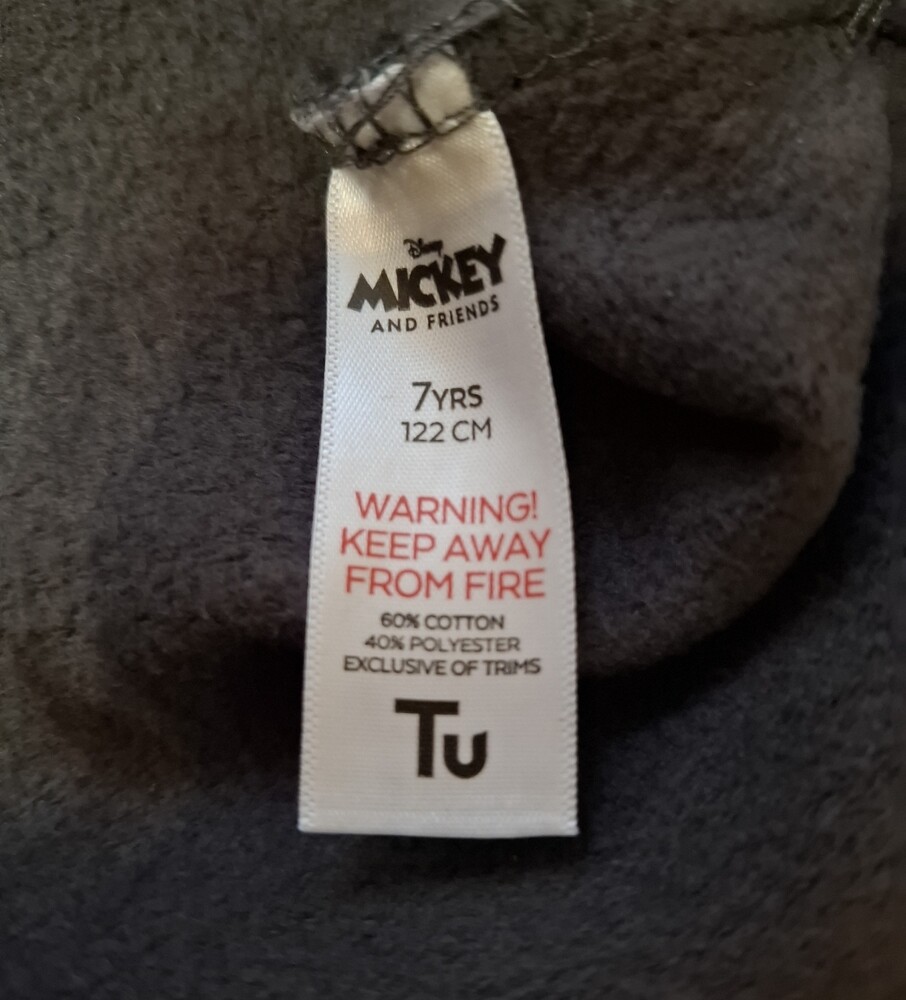 Disney
MICKEY
AND FRIENDS
7YRS
122 CM
WARNING!
KEEP AWAY
FROM FIRE
60% COTTON
40% POLYESTER
EXCLUSIVE OF TRIMS
Tu